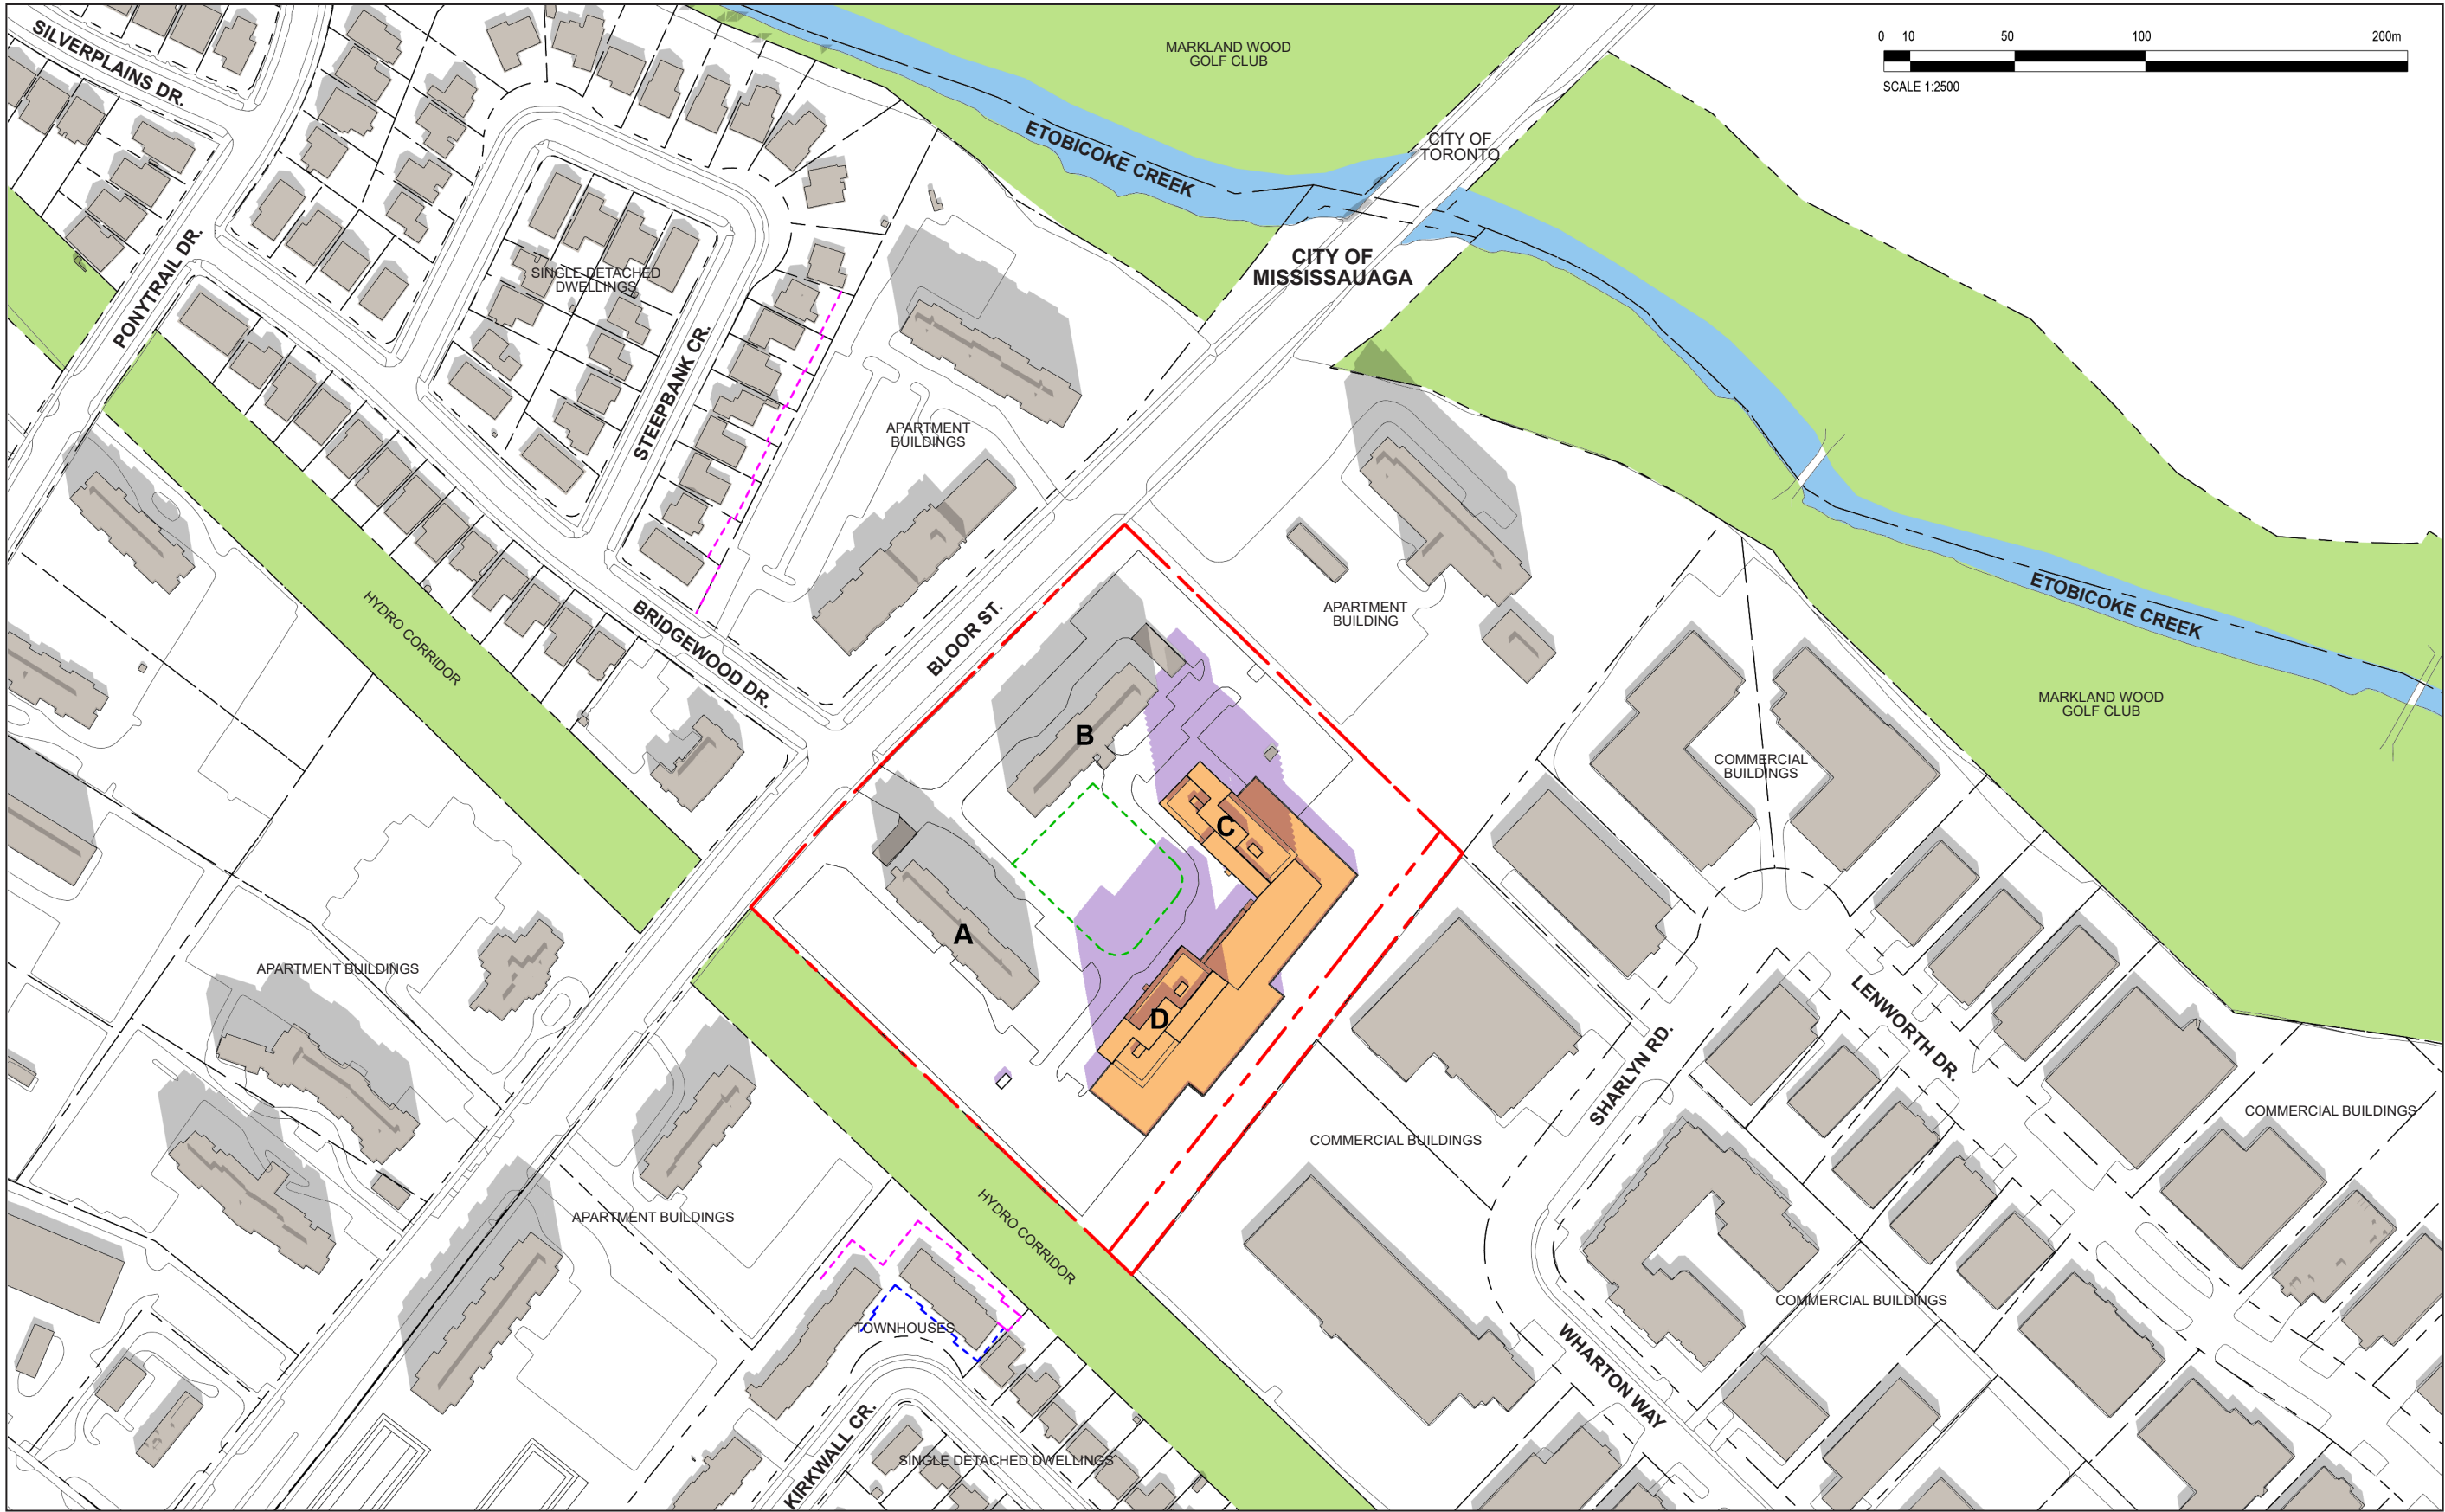 SILVERPLAINS DR.
MARKLAND WOOD
GOLF CLUB
0 10 50 100 200m
SCALE 1:2500
ETOBICOKE CREEK
CITY OF
TORONTO
CITY OF
MISSISSAUAGA
PONYTRAIL DR.
SINGLE DETACHED
DWELLINGS
STEEPBANK CR.
APARTMENT
BUILDINGS
HYDRO CORRIDOR
BRIDGEWOOD DR.
BLOOR ST.
APARTMENT
BUILDING
ETOBICOKE CREEK
MARKLAND WOOD
GOLF CLUB
COMMERCIAL
BUILDINGS
B
C
A
D
APARTMENT BUILDINGS
LENWORTH DR.
SHARLYN RD.
COMMERCIAL BUILDINGS
COMMERCIAL BUILDINGS
APARTMENT BUILDINGS
HYDRO CORRIDOR
COMMERCIAL BUILDINGS
TOWNHOUSES
WHARTON WAY
KIRKWALL CR.
SINGLE DETACHED DWELLINGS